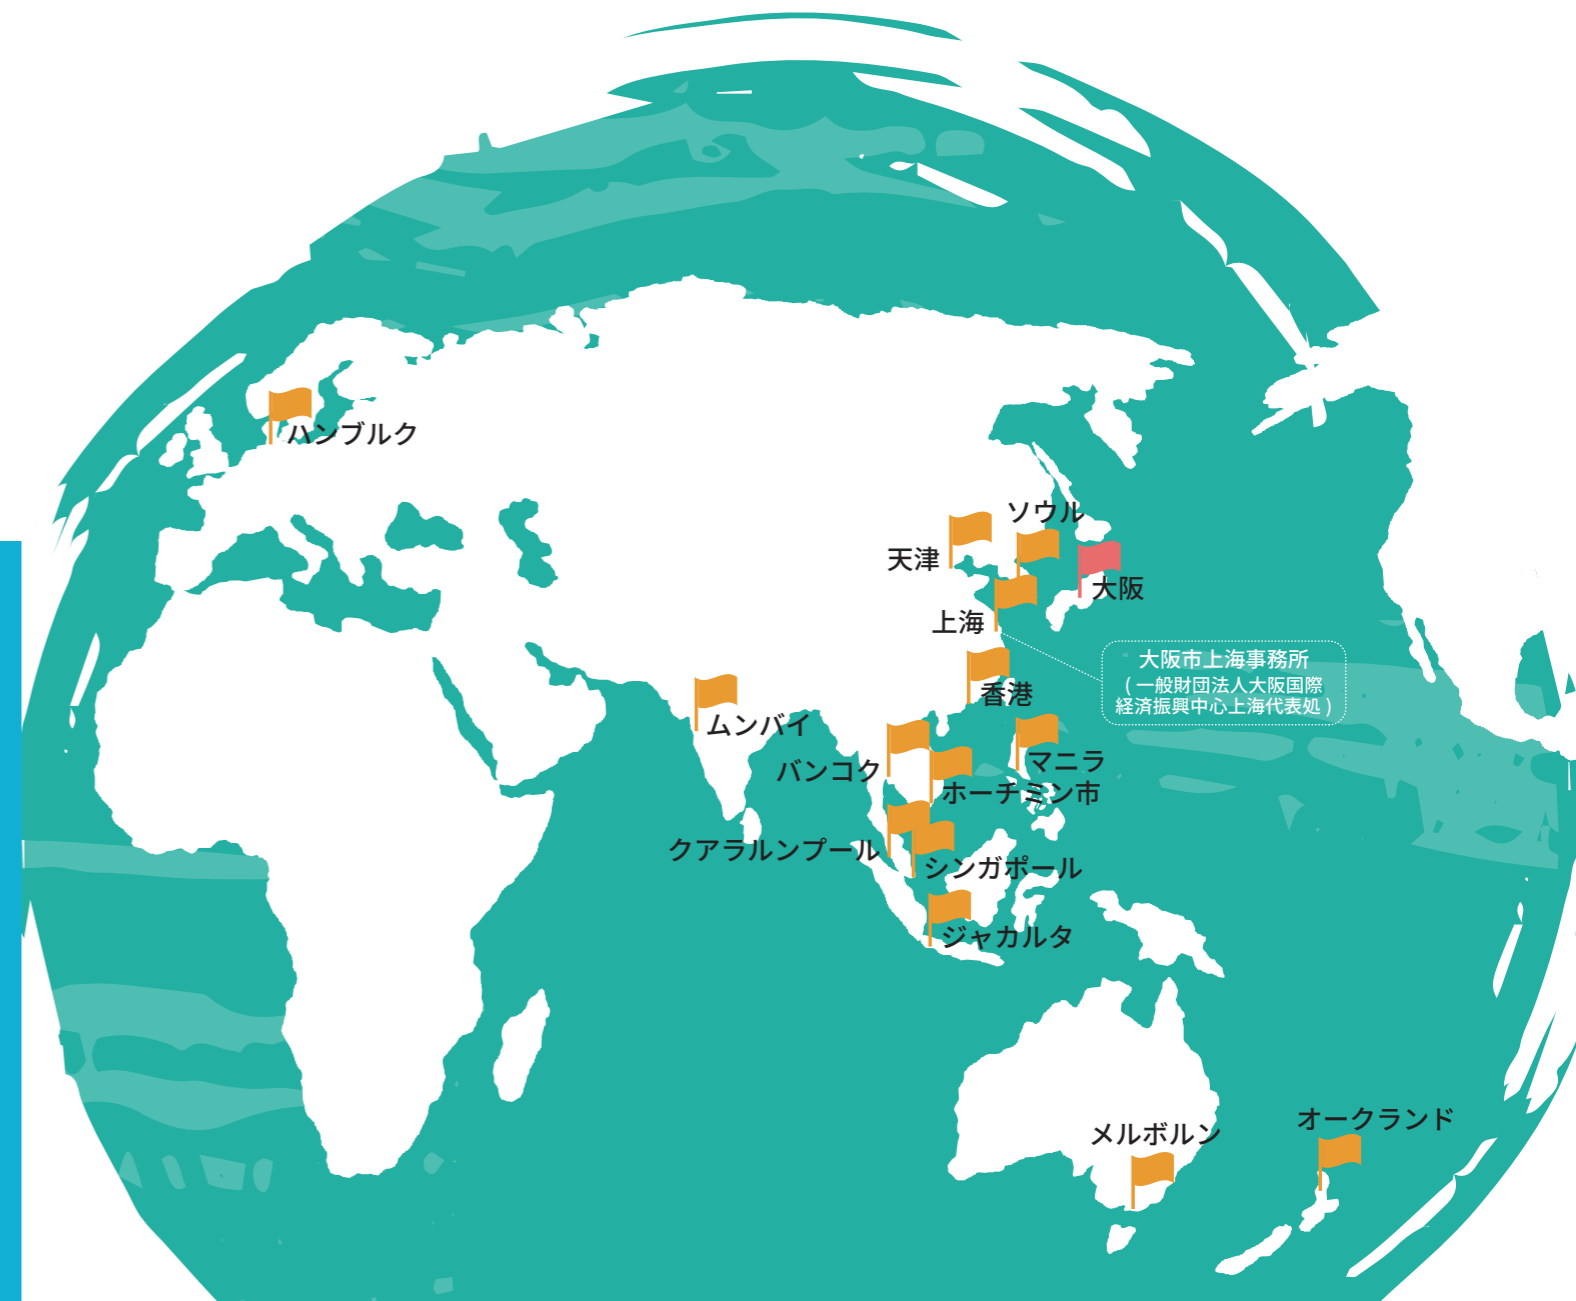 ハンブルク
ソウル
天津
大阪
上海
大阪市上海事務所
( 一般財団法人大阪国際
経済振興中心上海代表処 )
香港
ムンバイ
マニラ
バンコク
ホーチミン市
クアラルンプール
シンガポール
ジャカルタ
オークランド
メルボルン